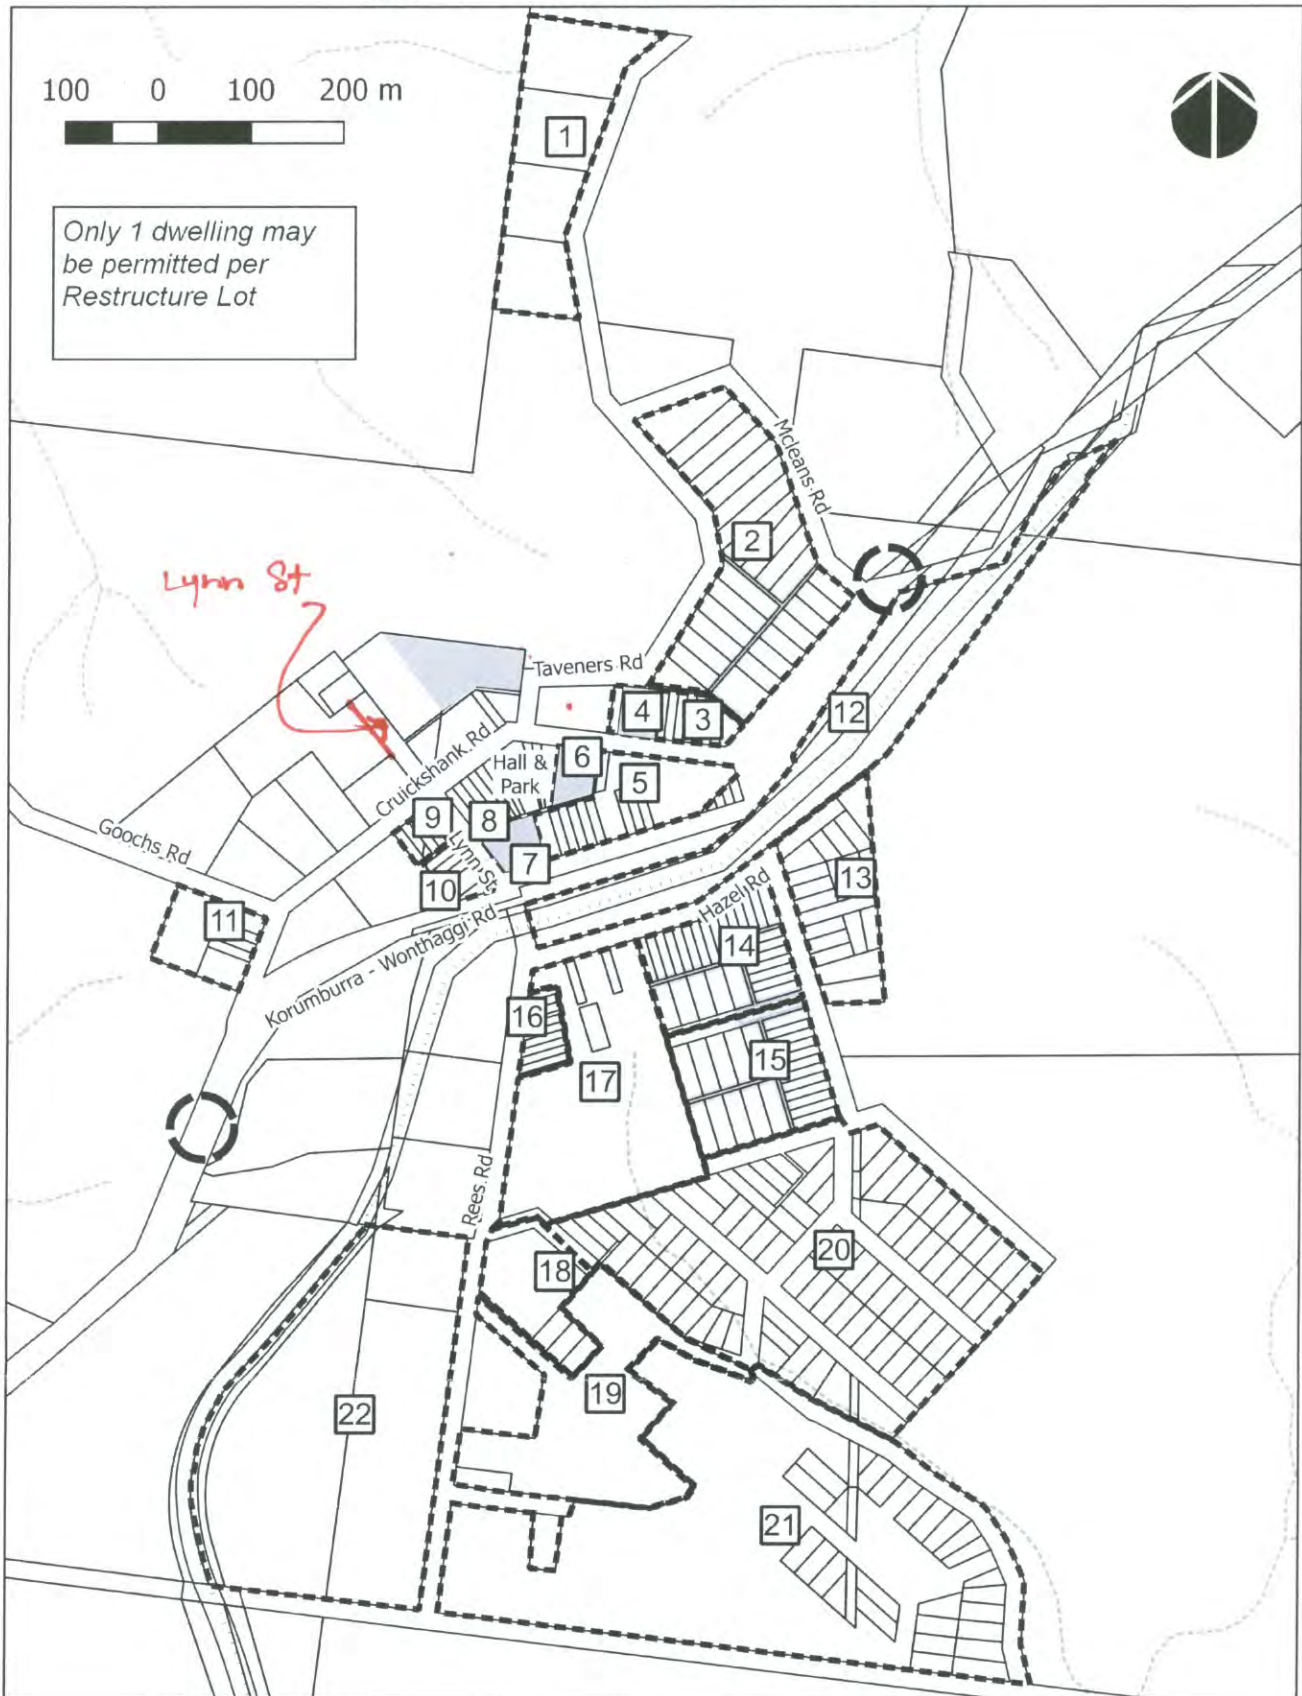 100 0 100 200 m
1
Only 1 dwelling may
be permitted per
Restructure Lot
Mcleans Rd
2
Lynn St
Taveners Rd
4
3
12
Cruickshank Rd
Hall &
Park
6
5
9
8
Goochs Rd
Lynn St
7
10
13
Hazel Rd
11
14
Korumburra - Wonthaggi Rd
16
15
17
Rees Rd
20
18
19
22
21